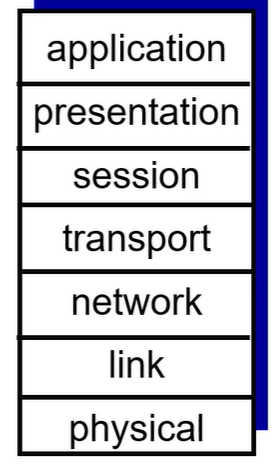 application
presentation
session
transport
network
link
physical